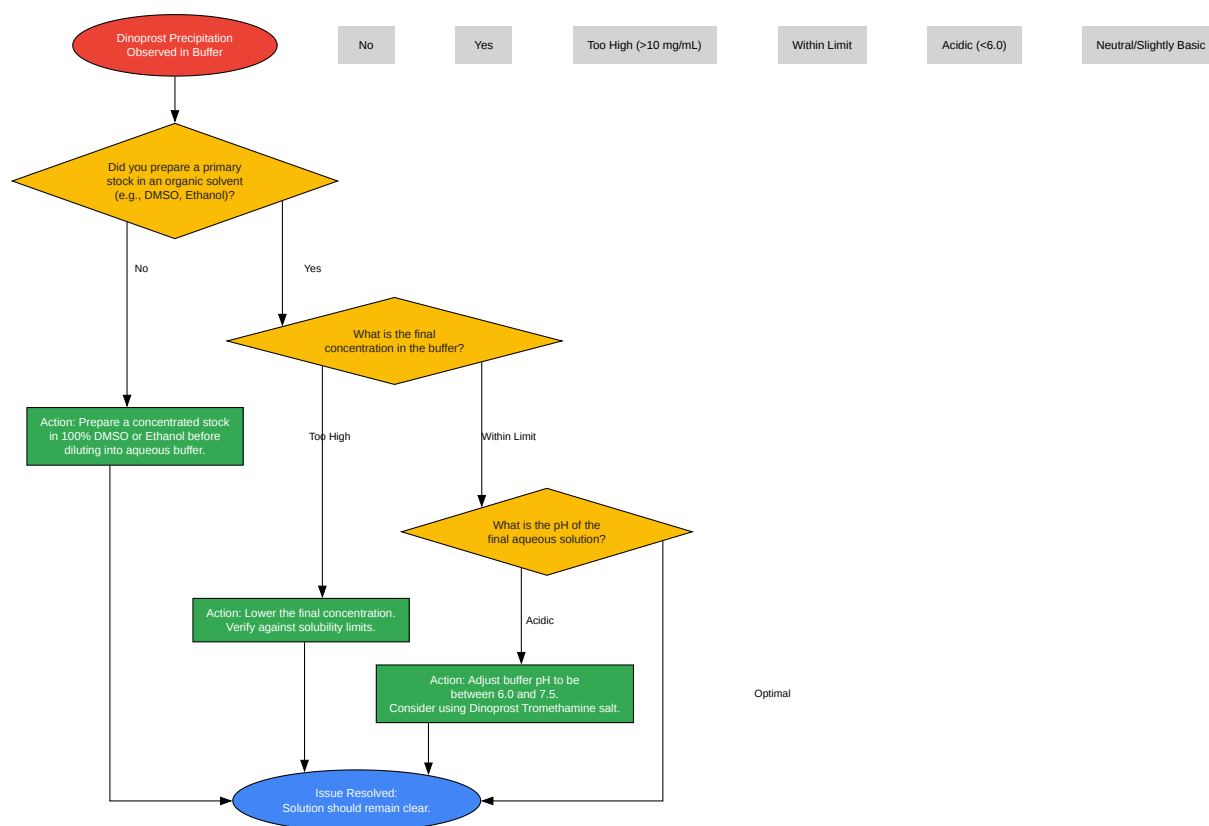 Dinoprost Precipitation
Observed in Buffer
No
Yes
Too High (>10 mg/mL)
Within Limit
Acidic (<6.0)
Neutral/Slightly Basic
Did you prepare a primary
stock in an organic solvent
(e.g., DMSO, Ethanol)?
No
Yes
What is the final
concentration in the buffer?
Action: Prepare a concentrated stock
in 100% DMSO or Ethanol before
diluting into aqueous buffer.
Too High
Within Limit
What is the pH of the
final aqueous solution?
Action: Lower the final concentration.
Verify against solubility limits.
Acidic
Action: Adjust buffer pH to be
between 6.0 and 7.5.
Consider using Dinoprost Tromethamine salt.
Optimal
Issue Resolved:
Solution should remain clear.